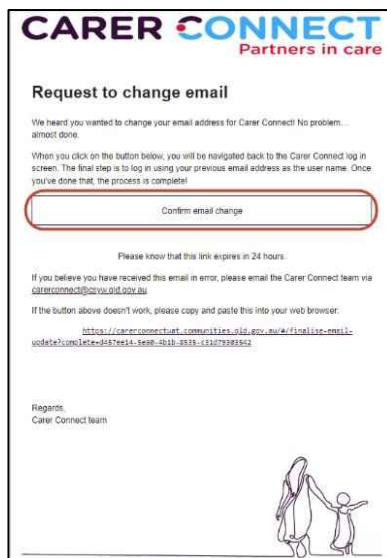 CARER CONNECT
Partners in care
Request to change email
We heard you wanted to change your email address for Carer Connect! No problem…
almost done.
When you click on the button below, you will be navigated back to the Carer Connect log in
screen. The final step is to log in using your previous email address as the user name. Once
you've done that, the process is complete!
Confirm email change
Please know that this link expires in 24 hours.
If you believe you have received this email in error, please email the Carer Connect team via
carerconnect@csyw.qld.gov.au
If the button above doesn't work, please copy and paste this into your web browser:
https://carerconnectuat.communities.qld.gov.au/#/finalise-email-
Regards,
Carer Connect team